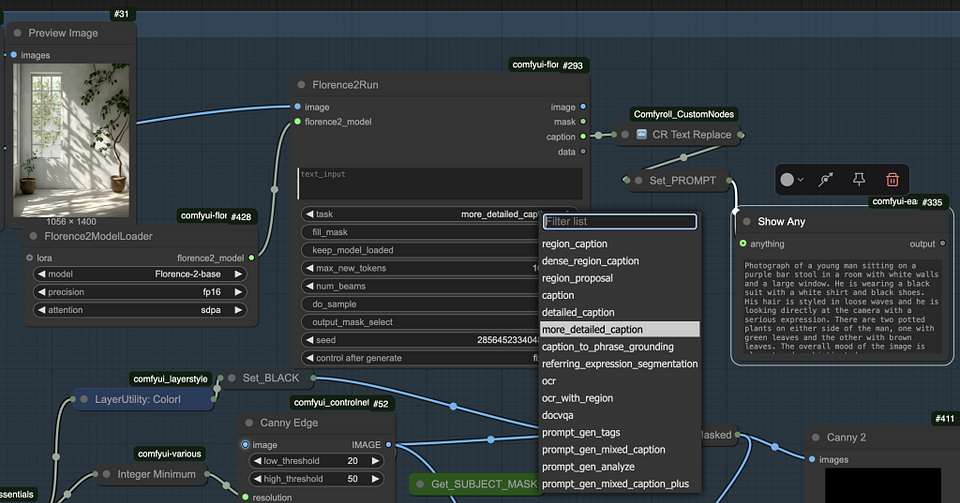 #31
Preview Image
images
1056 × 1400
comfyui-flor #428
Florence2ModelLoader
lora
florence2_model
model
Florence-2-base
precision
fp16
attention
sdpa
comfyui-flor #293
Florence2Run
image
florence2_model
image
mask
caption
data
text_input
task
more_detailed_capt
fill_mask
keep_model_loaded
max_new_tokens
num_beams
do_sample
output_mask_select
seed
285645233404
control after generate
Filter list
region_caption
dense_region_caption
region_proposal
caption
detailed_caption
more_detailed_caption
caption_to_phrase_grounding
referring_expression_segmentation
ocr
ocr_with_region
docvqa
prompt_gen_tags
prompt_gen_mixed_caption
prompt_gen_analyze
prompt_gen_mixed_caption_plus
Comfyroll_CustomNodes
CR Text Replace
Set_PROMPT
comfyui-ea #335
Show Any
anything
output
Photograph of a young man sitting on a
purple bar stool in a room with white walls
and a large window. He is wearing a black
suit with a white shirt and black shoes.
His hair is styled in loose waves and he is
looking directly at the camera with a
serious expression. There are two potted
plants on either side of the man, one with
green leaves and the other with brown
leaves. The overall mood of the image is
comfyui_layerstyle
LayerUtility: ColorI
Set_BLACK
comfyui_controlnet #52
Canny Edge
image
IMAGE
low_threshold
20
high_threshold
50
resolution
comfyui-various
Integer Minimum
ssentials
Get_SUBJECT_MASK
Masked
#411
Canny 2
images